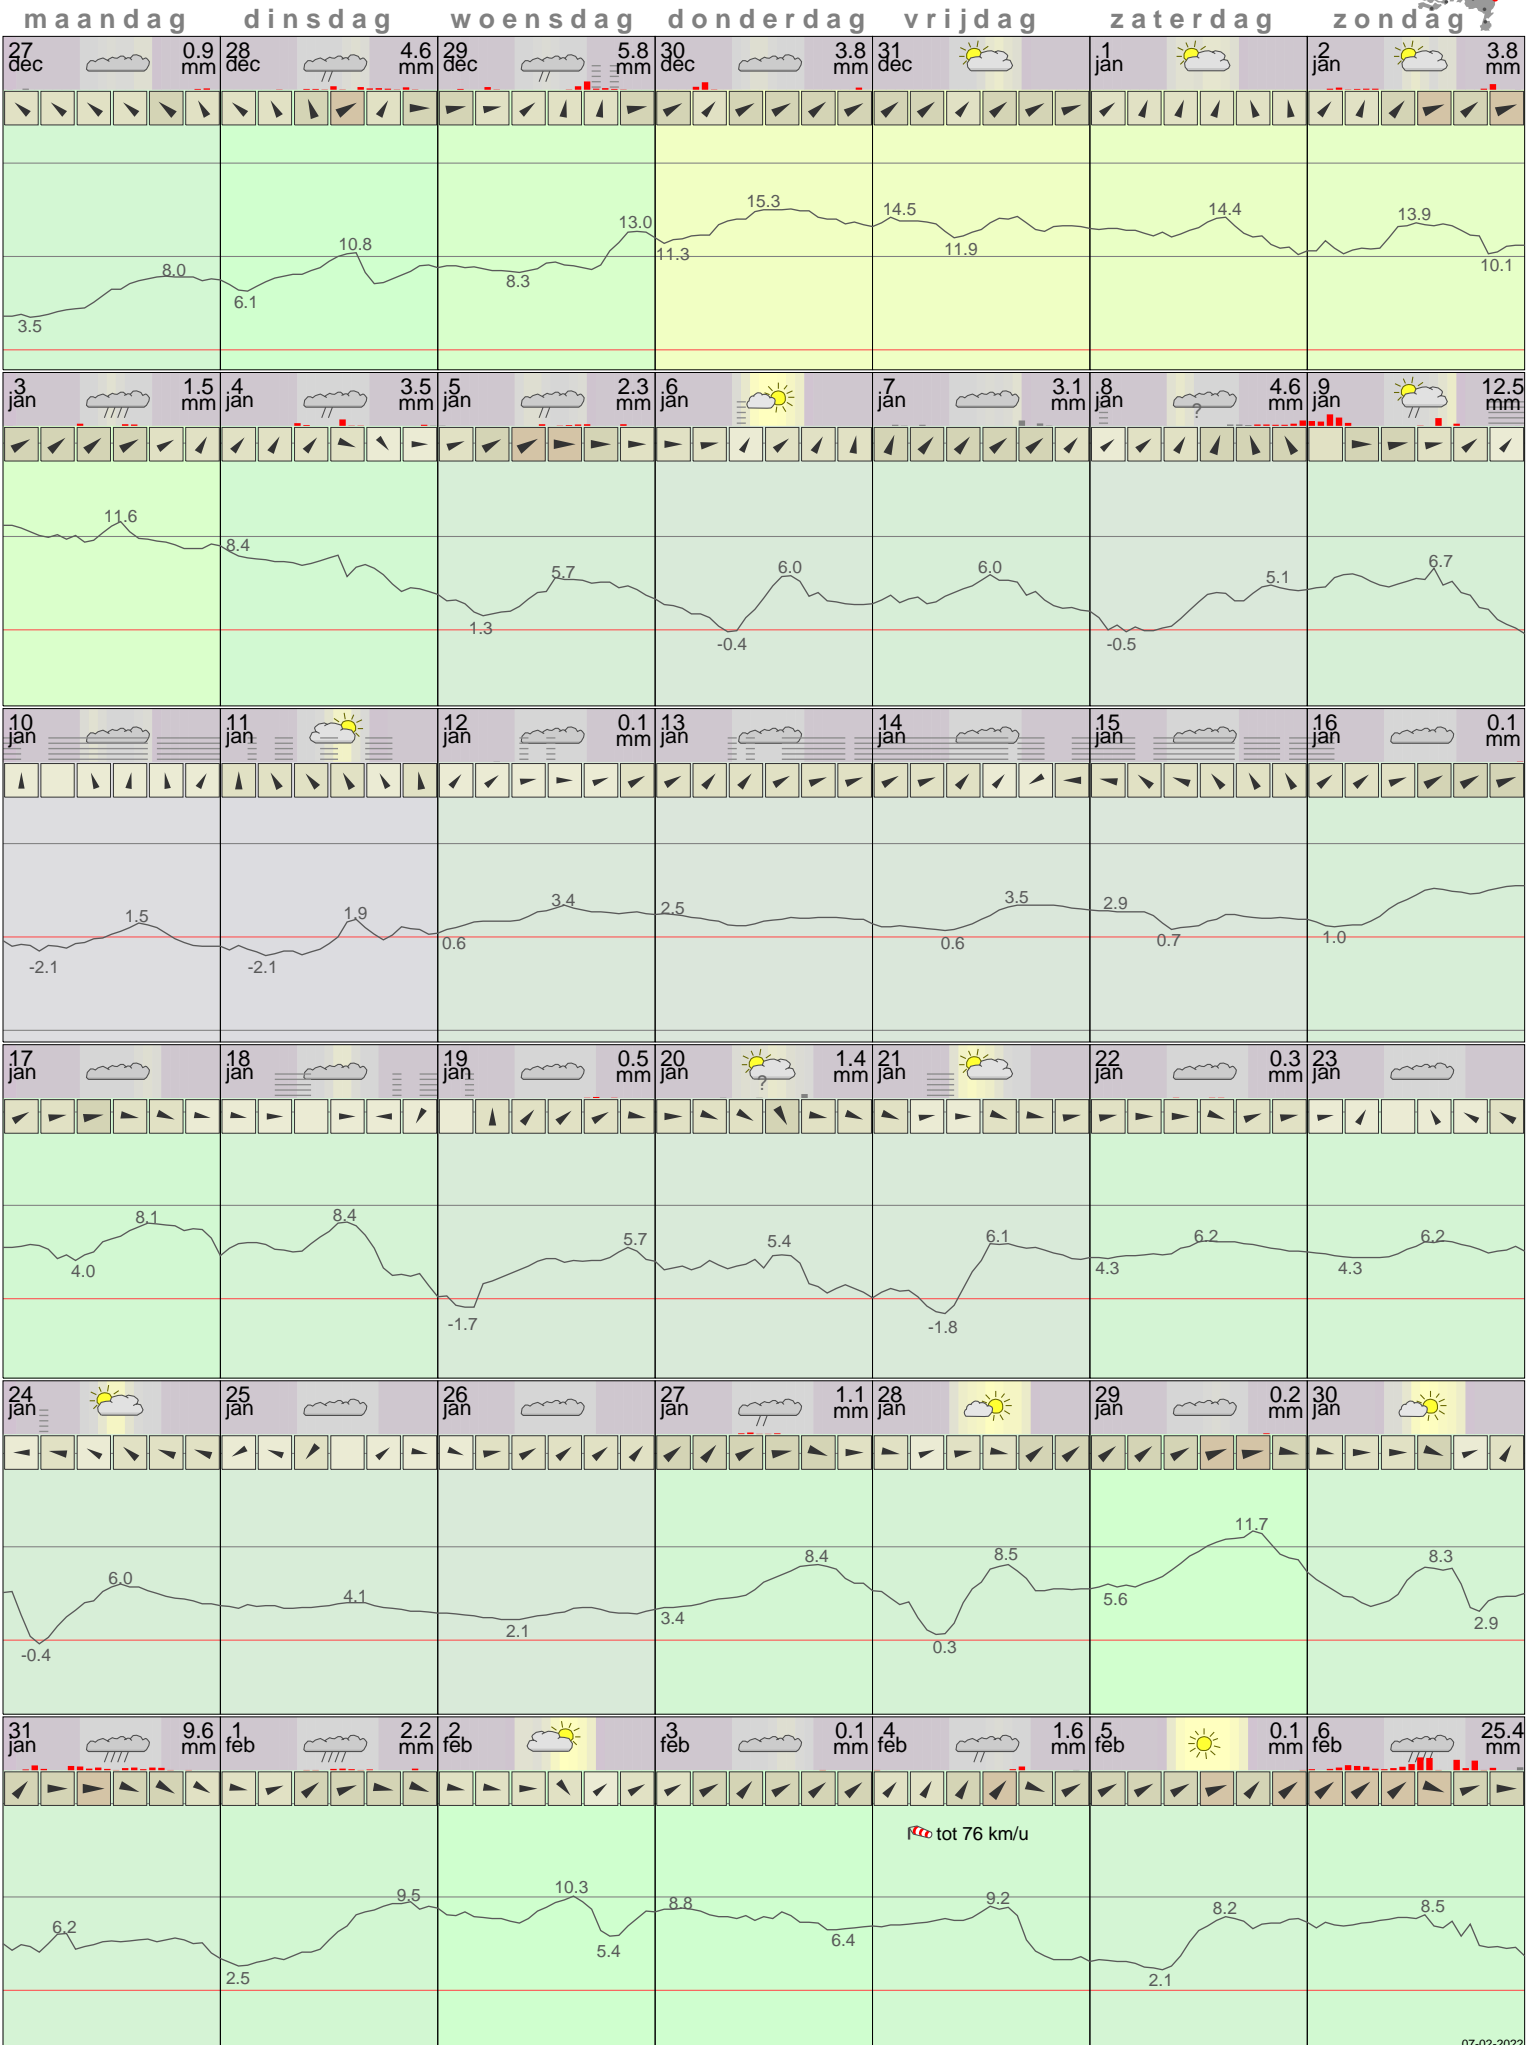 maandag dinsdag woensdag donderdag vrijdag zaterdag zondag
27 dec 0.9 mm 28 dec 4.6 mm 29 dec 5.8 mm 30 dec 3.8 mm 31 dec 1 jan 2 jan 3.8 mm
3.5 8.0 6.1 10.8 8.3 13.0 11.3 15.3 14.5 11.9 14.4 13.9 10.1
3 jan 1.5 mm 4 jan 3.5 mm 5 jan 2.3 mm 6 jan 7 jan 3.1 mm 8 jan ? 4.6 mm 9 jan 12.5 mm
11.6 8.4 1.3 5.7 -0.4 6.0 6.0 -0.5 5.1 6.7
10 jan 11 jan 12 jan 0.1 mm 13 jan 14 jan 15 jan 16 jan 0.1 mm
-2.1 1.5 -2.1 1.9 0.6 3.4 2.5 0.6 3.5 2.9 0.7 1.0
17 jan 18 jan 19 jan 0.5 mm 20 jan ? 1.4 mm 21 jan 22 jan 0.3 mm 23 jan
4.0 8.1 8.4 -1.7 5.7 5.4 -1.8 6.1 4.3 6.2 4.3 6.2
24 jan 25 jan 26 jan 27 jan 1.1 mm 28 jan 29 jan 0.2 mm 30 jan
-0.4 6.0 4.1 2.1 3.4 8.4 0.3 8.5 5.6 11.7 8.3 2.9
31 jan 9.6 mm 1 feb 2.2 mm 2 feb 3 feb 0.1 mm 4 feb 1.6 mm 5 feb 0.1 mm 6 feb 25.4 mm
tot 76 km/u
6.2 2.5 9.5 10.3 5.4 8.8 6.4 9.2 2.1 8.2 8.5
07-02-2022